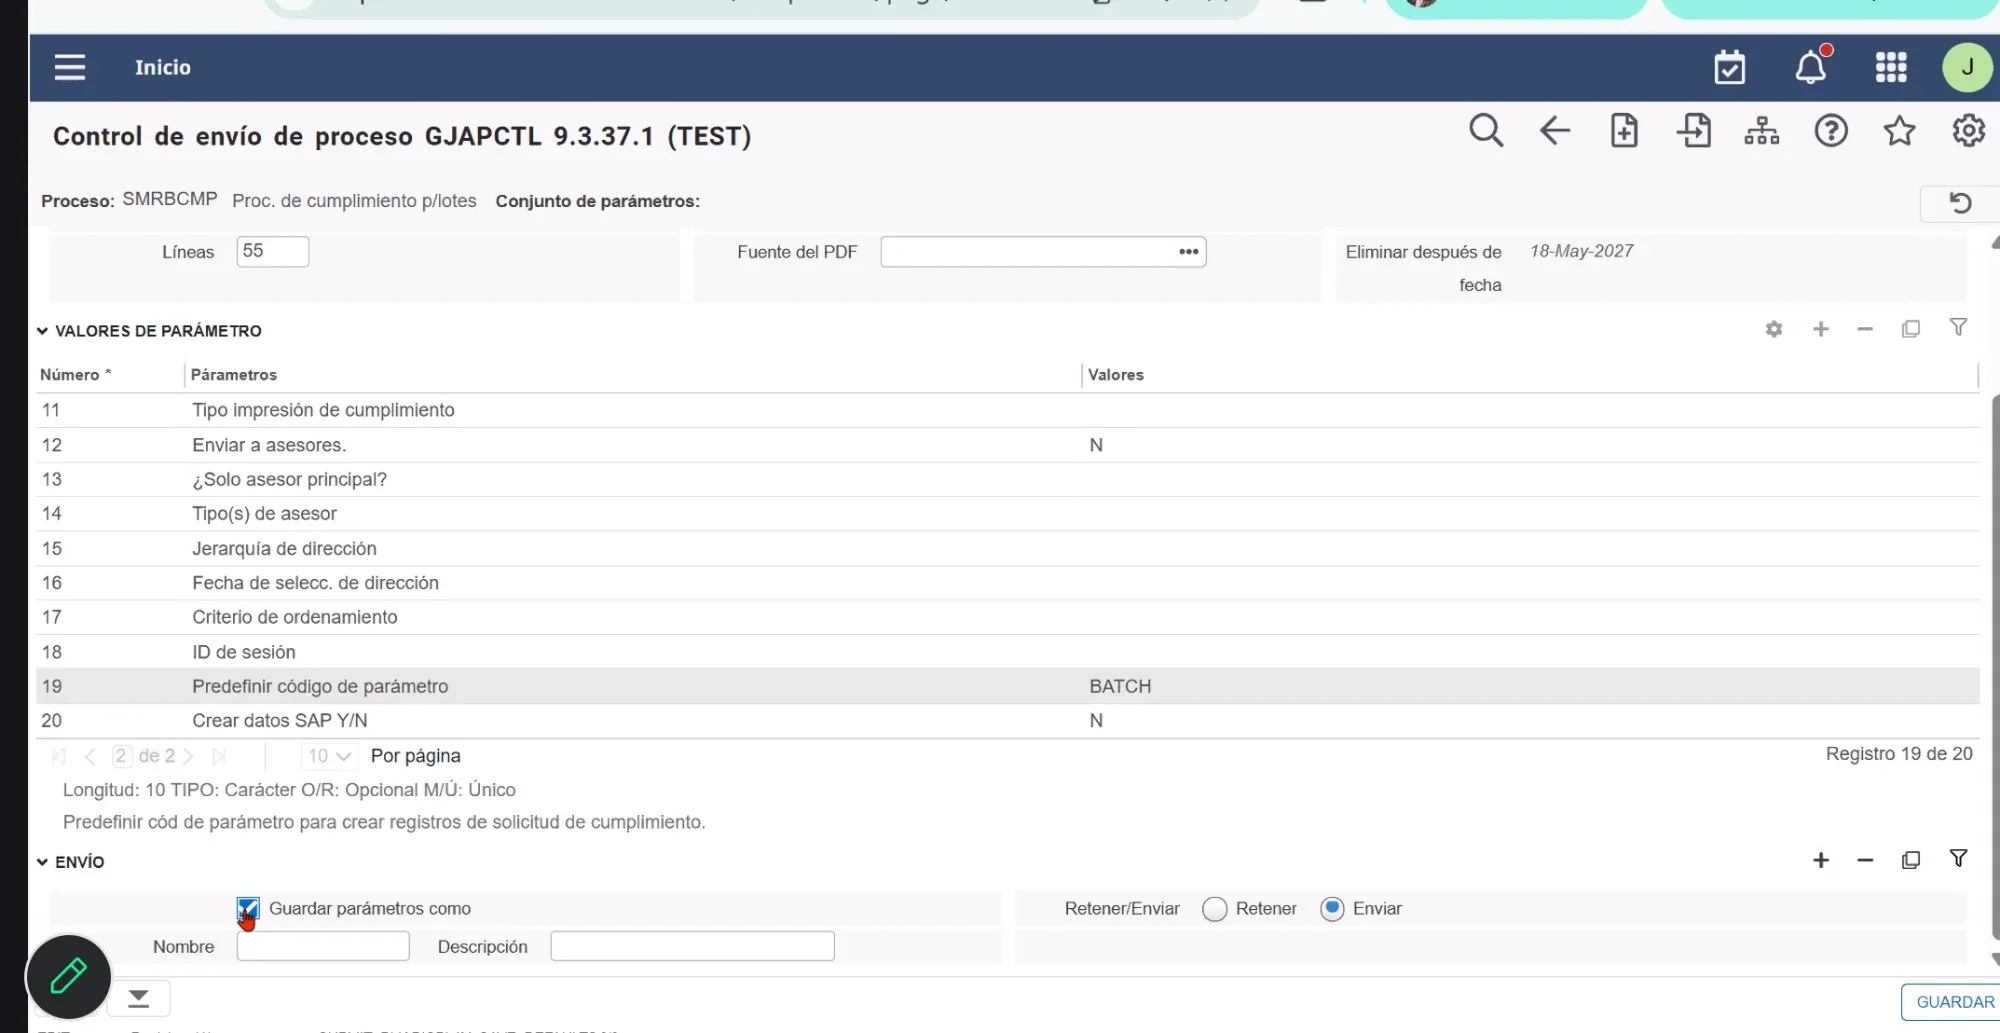 Inicio
J
Control de envío de proceso GJAPCTL 9.3.37.1 (TEST)
Proceso: SMRBCMP Proc. de cumplimiento p/lotes Conjunto de parámetros:
Líneas 55 Fuente del PDF ••• Eliminar después de fecha 18-May-2027
VALORES DE PARÁMETRO
Número * Párametros Valores
11 Tipo impresión de cumplimiento
12 Enviar a asesores. N
13 ¿Solo asesor principal?
14 Tipo(s) de asesor
15 Jerarquía de dirección
16 Fecha de selecc. de dirección
17 Criterio de ordenamiento
18 ID de sesión
19 Predefinir código de parámetro BATCH
20 Crear datos SAP Y/N N
2 de 2 10 Por página Registro 19 de 20
Longitud: 10 TIPO: Carácter O/R: Opcional M/Ú: Único
Predefinir cód de parámetro para crear registros de solicitud de cumplimiento.
ENVÍO
Guardar parámetros como Retener/Enviar Retener Enviar
Nombre Descripción
GUARDAR